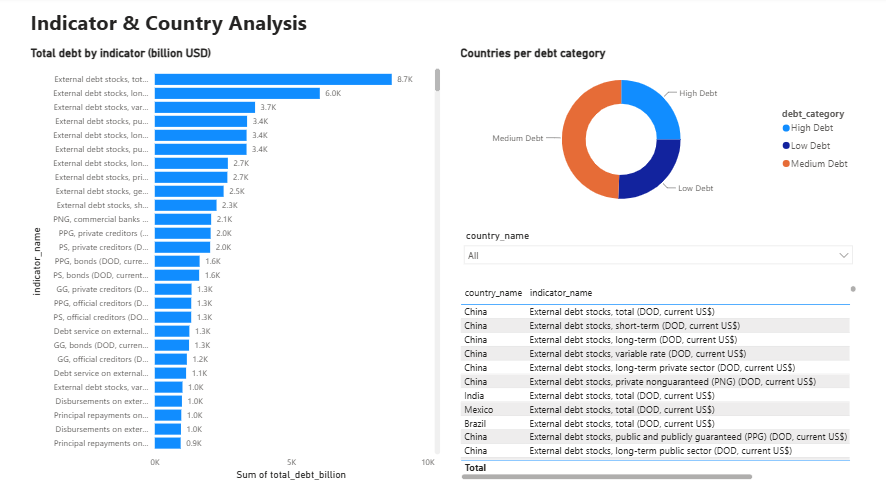 Indicator & Country Analysis
Total debt by indicator (billion USD)
indicator_name
External debt stocks, tot... 8.7K
External debt stocks, lon... 6.0K
External debt stocks, var... 3.7K
External debt stocks, pu... 3.4K
External debt stocks, lon... 3.4K
External debt stocks, pu... 3.4K
External debt stocks, lon... 2.7K
External debt stocks, pri... 2.7K
External debt stocks, ge... 2.5K
External debt stocks, sh... 2.3K
PNG, commercial banks ... 2.1K
PPG, private creditors (... 2.0K
PS, private creditors (D... 2.0K
PPG, bonds (DOD, curre... 1.6K
PS, bonds (DOD, current... 1.6K
GG, private creditors (D... 1.3K
PPG, official creditors (D... 1.3K
PS, official creditors (DO... 1.3K
Debt service on external... 1.3K
GG, bonds (DOD, curren... 1.3K
GG, official creditors (D... 1.2K
Debt service on external... 1.1K
External debt stocks, var... 1.0K
Disbursements on exter... 1.0K
Principal repayments on... 1.0K
Disbursements on exter... 1.0K
Principal repayments on... 0.9K
0K 5K 10K
Sum of total_debt_billion
Countries per debt category
High Debt
Medium Debt
Low Debt
debt_category
High Debt
Low Debt
Medium Debt
country_name
All
country_name indicator_name
China External debt stocks, total (DOD, current US$)
China External debt stocks, short-term (DOD, current US$)
China External debt stocks, long-term (DOD, current US$)
China External debt stocks, variable rate (DOD, current US$)
China External debt stocks, long-term private sector (DOD, current US$)
China External debt stocks, private nonguaranteed (PNG) (DOD, current US$)
India External debt stocks, total (DOD, current US$)
Mexico External debt stocks, total (DOD, current US$)
Brazil External debt stocks, total (DOD, current US$)
China External debt stocks, public and publicly guaranteed (PPG) (DOD, current US$)
China External debt stocks, long-term public sector (DOD, current US$)
Total